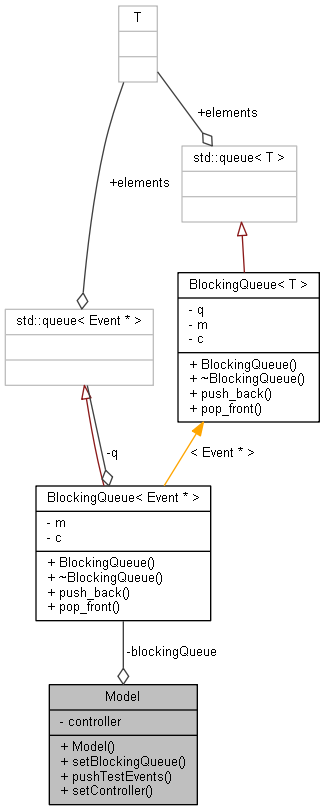 T
+elements
std::queue< T >
+elements
BlockingQueue< T >
- q
- m
- c
+ BlockingQueue()
+ ~BlockingQueue()
+ push_back()
+ pop_front()
std::queue< Event * >
-q
< Event * >
BlockingQueue< Event * >
- m
- c
+ BlockingQueue()
+ ~BlockingQueue()
+ push_back()
+ pop_front()
-blockingQueue
Model
- controller
+ Model()
+ setBlockingQueue()
+ pushTestEvents()
+ setController()